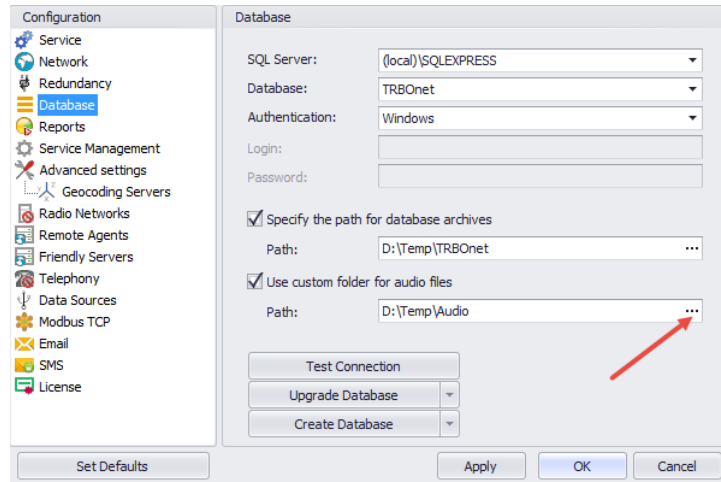 Configuration
Service
Network
Redundancy
Database
Reports
Service Management
Advanced settings
Geocoding Servers
Radio Networks
Remote Agents
Friendly Servers
Telephony
Data Sources
Modbus TCP
Email
SMS
License
Set Defaults
Database
SQL Server: (local)\SQLEXPRESS
Database: TRBOnet
Authentication: Windows
Login:
Password:
Specify the path for database archives
Path: D:\Temp\TRBOnet ...
Use custom folder for audio files
Path: D:\Temp\Audio ...
Test Connection
Upgrade Database
Create Database
Apply OK Cancel